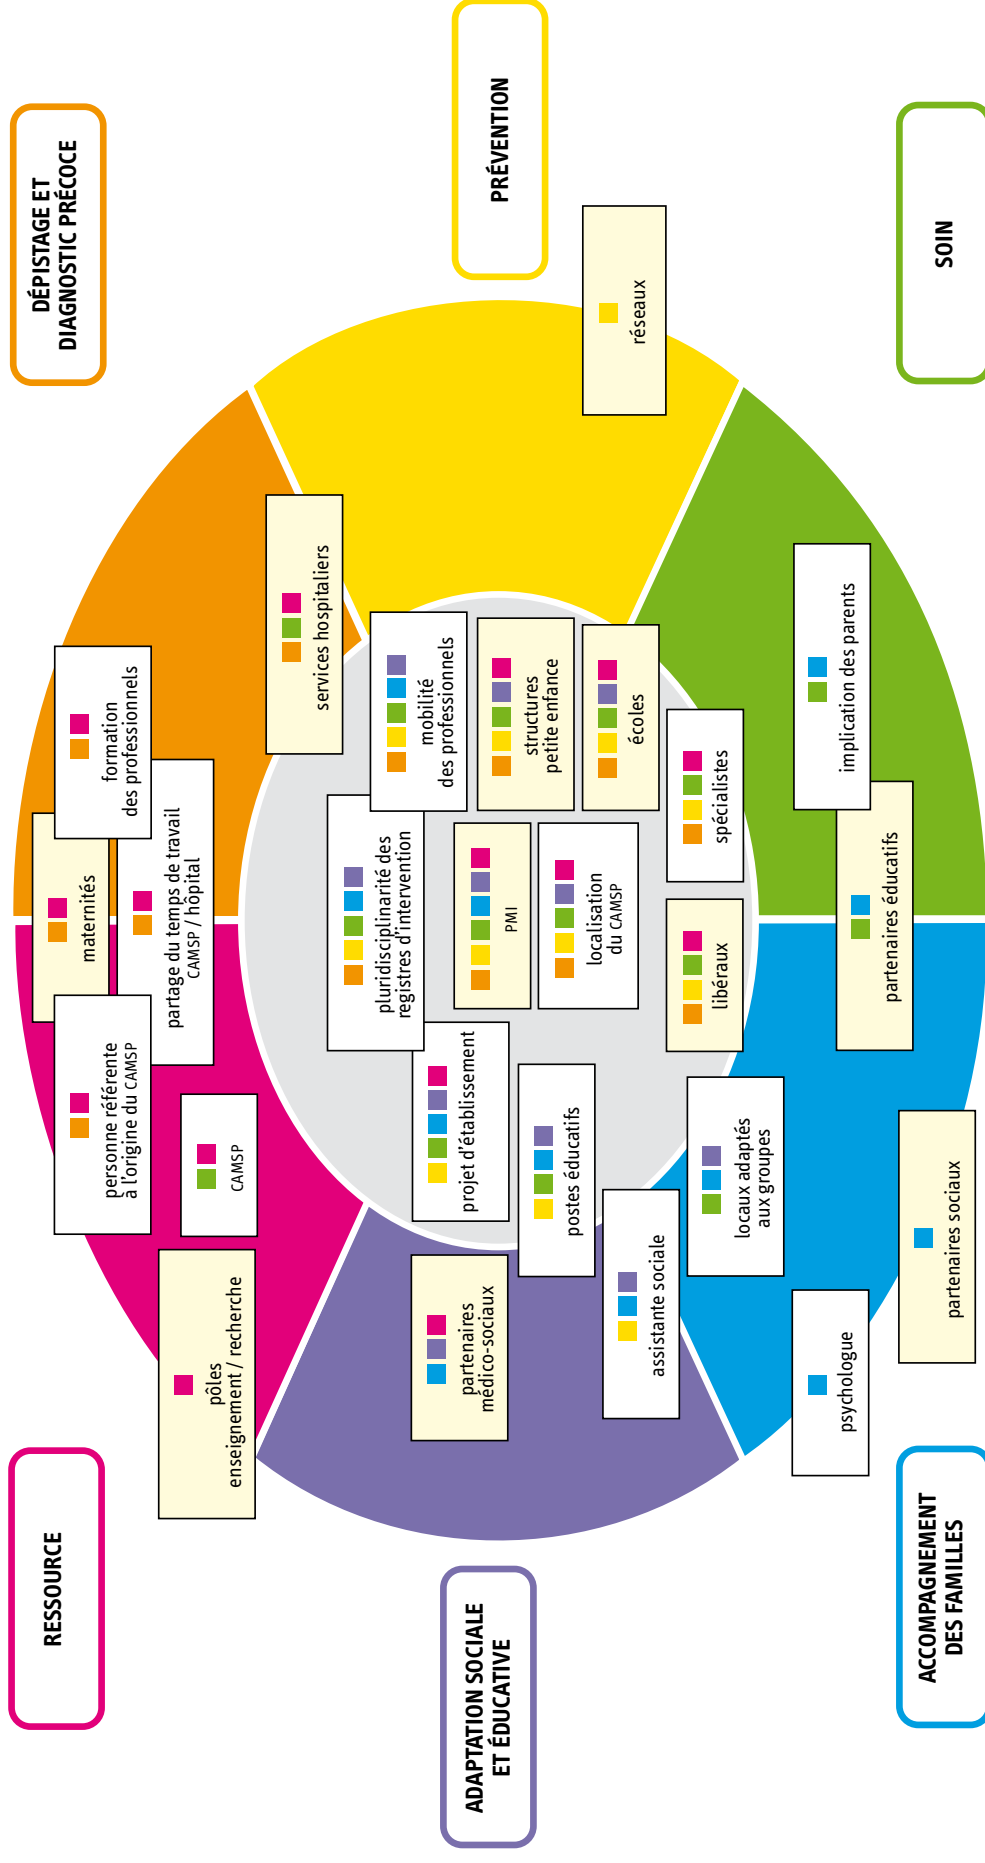 RESSOURCE
DÉPISTAGE ET
DIAGNOSTIC PRÉCOCE
maternités
personne référente
à l'origine du CAMSP
formation
des professionnels
partage du temps de travail
CAMSP / hôpital
CAMSP
pôles
enseignement / recherche
services hospitaliers
pluridisciplinarité des
registres d'intervention
mobilité
des professionnels
ADAPTATION SOCIALE
ET ÉDUCATIVE
partenaires
médico-sociaux
projet d'établissement
PMI
structures
petite enfance
PRÉVENTION
postes éducatifs
localisation
du CAMSP
écoles
réseaux
assistante sociale
locaux adaptés
aux groupes
libéraux
spécialistes
psychologue
partenaires éducatifs
implication des parents
partenaires sociaux
ACCOMPAGNEMENT
DES FAMILLES
SOIN